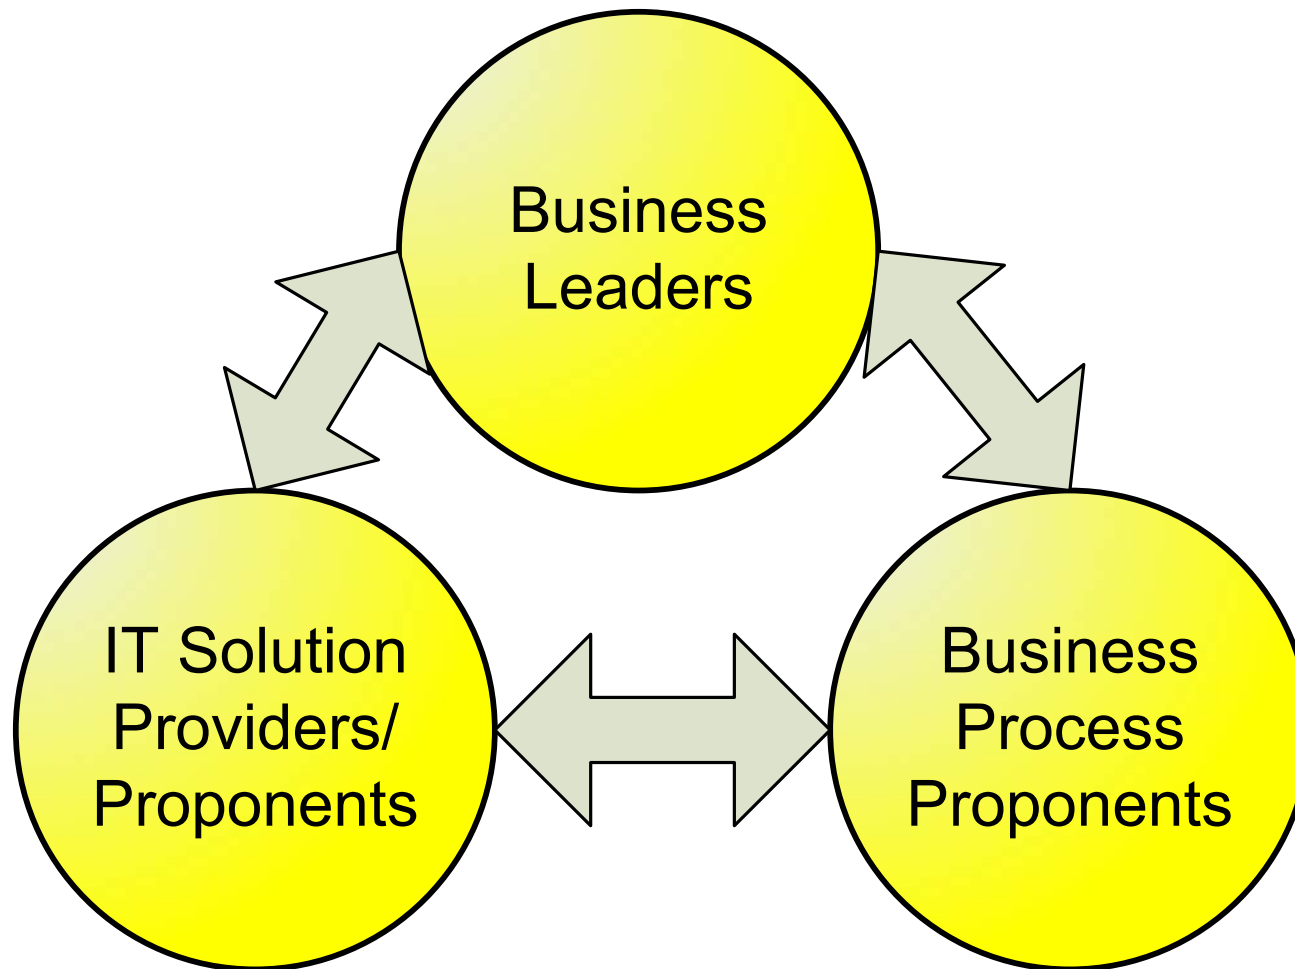 Business
Leaders
IT Solution
Providers/
Proponents
Business
Process
Proponents